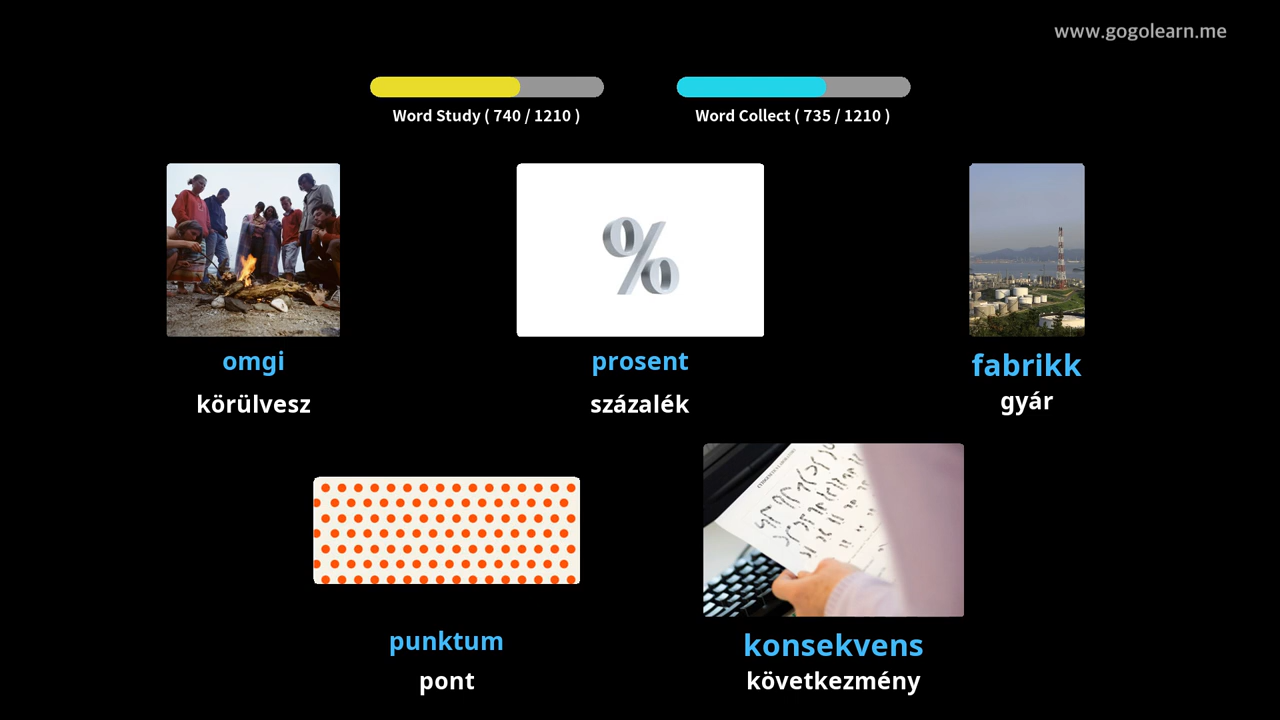 www.gogolearn.me
Word Study ( 740 / 1210 )
Word Collect ( 735 / 1210 )
omgi
körülvesz
prosent
százalék
fabrikk
gyár
punktum
pont
konsekvens
következmény